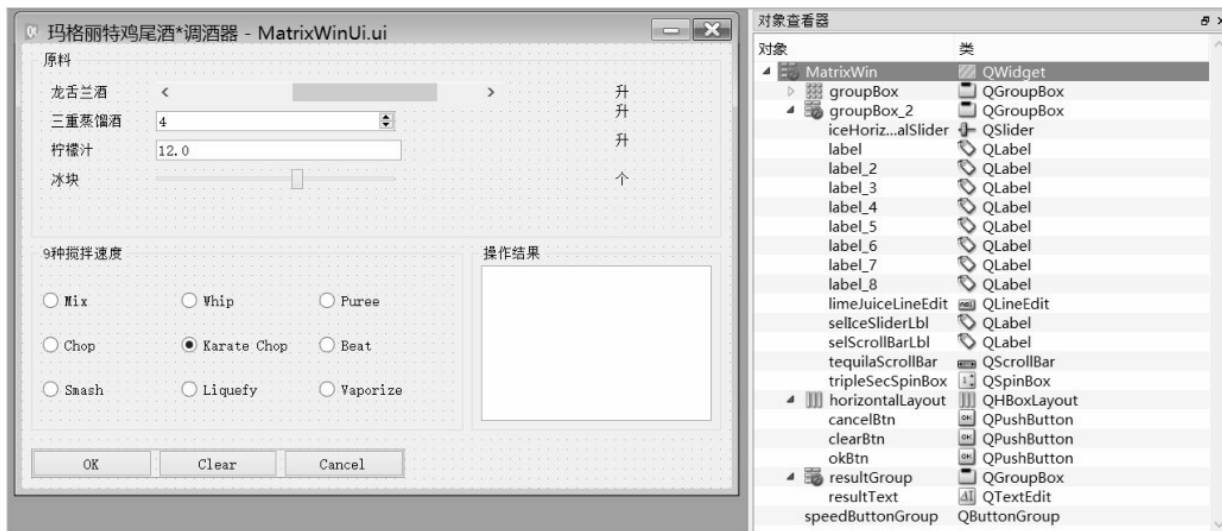 玛格丽特鸡尾酒*调酒器 - MatrixWinUi.ui
原料
龙舌兰酒 < > 升
升
三重蒸馏酒 4
升
柠檬汁 12.0
冰块 个
9种搅拌速度
Mix Whip Puree
Chop Karate Chop Beat
Smash Liquefy Vaporize
操作结果
OK Clear Cancel
对象查看器
对象 类
MatrixWin QWidget
groupBox QGroupBox
groupBox_2 QGroupBox
iceHoriz...alSlider QSlider
label QLabel
label_2 QLabel
label_3 QLabel
label_4 QLabel
label_5 QLabel
label_6 QLabel
label_7 QLabel
label_8 QLabel
limeJuiceLineEdit QLineEdit
selIceSliderLbl QLabel
selScrollBarLbl QLabel
tequilaScrollBar QScrollBar
tripleSecSpinBox QSpinBox
horizontalLayout QHBoxLayout
cancelBtn QPushButton
clearBtn QPushButton
okBtn QPushButton
resultGroup QGroupBox
resultText QTextEdit
speedButtonGroup QButtonGroup